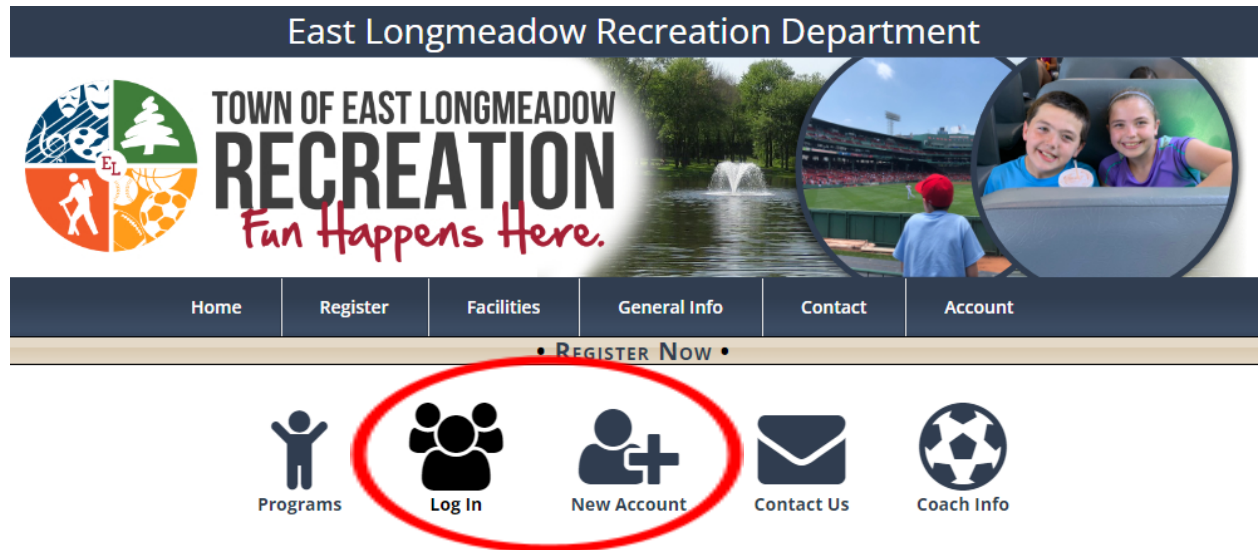 East Longmeadow Recreation Department
TOWN OF EAST LONGMEADOW
RECREATION
EL
Fun Happens Here.
Home Register Facilities General Info Contact Account
• REGISTER NOW •
Programs Log In New Account Contact Us Coach Info